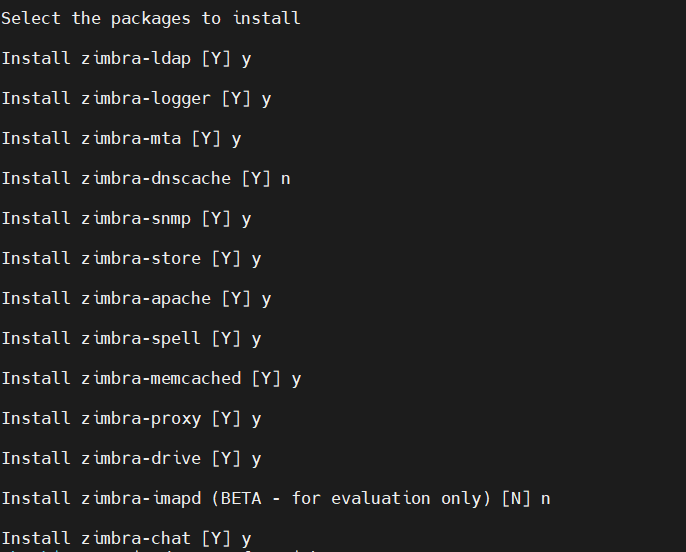 Select the packages to install
Install zimbra-ldap [Y] y
Install zimbra-logger [Y] y
Install zimbra-mta [Y] y
Install zimbra-dnscache [Y] n
Install zimbra-snmp [Y] y
Install zimbra-store [Y] y
Install zimbra-apache [Y] y
Install zimbra-spell [Y] y
Install zimbra-memcached [Y] y
Install zimbra-proxy [Y] y
Install zimbra-drive [Y] y
Install zimbra-imapd (BETA - for evaluation only) [N] n
Install zimbra-chat [Y] y